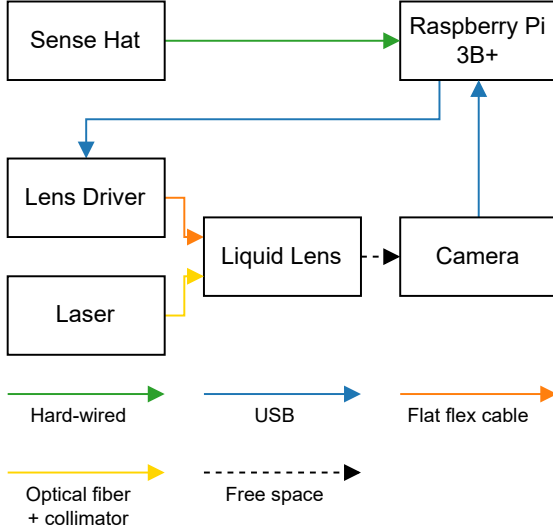 Sense Hat
Raspberry Pi
3B+
Lens Driver
Liquid Lens
Camera
Laser
Hard-wired
USB
Flat flex cable
Optical fiber
+ collimator
Free space